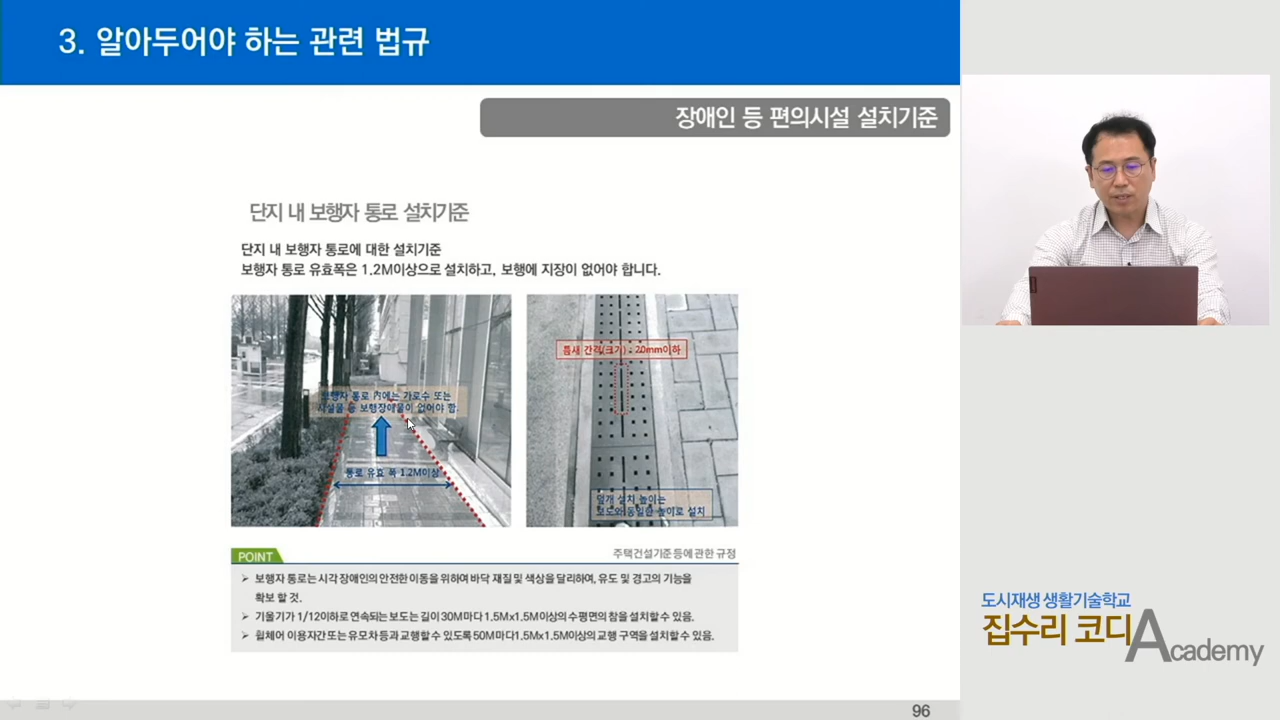 3. 알아두어야 하는 관련 법규
장애인 등 편의시설 설치기준
단지 내 보행자 통로 설치기준
단지 내 보행자 통로에 대한 설치기준
보행자 통로 유효폭은 1.2M이상으로 설치하고, 보행에 지장이 없어야 합니다.
보행자 통로 內에는 가로수 또는
시설물 등 보행장애물이 없어야 함.
통로 유효 폭 1.2M이상
틈새 간격(크기) : 20mm이하
덮개 설치 높이는
보도와 동일한 높이로 설치
POINT
주택건설기준 등에 관한 규정
➢ 보행자 통로는 시각 장애인의 안전한 이동을 위하여 바닥 재질 및 색상을 달리하여, 유도 및 경고의 기능을
확보 할 것.
➢ 기울기가 1/12이하로 연속되는 보도는 길이 30M마다 1.5Mx1.5M이상의 수평면의 참을 설치할 수 있음.
➢ 휠체어 이용자간 또는 유모차 등과 교행할 수 있도록 50M마다1.5Mx1.5M이상의 교행 구역을 설치할 수 있음.
96
도시재생 생활기술학교
집수리 코디 Academy